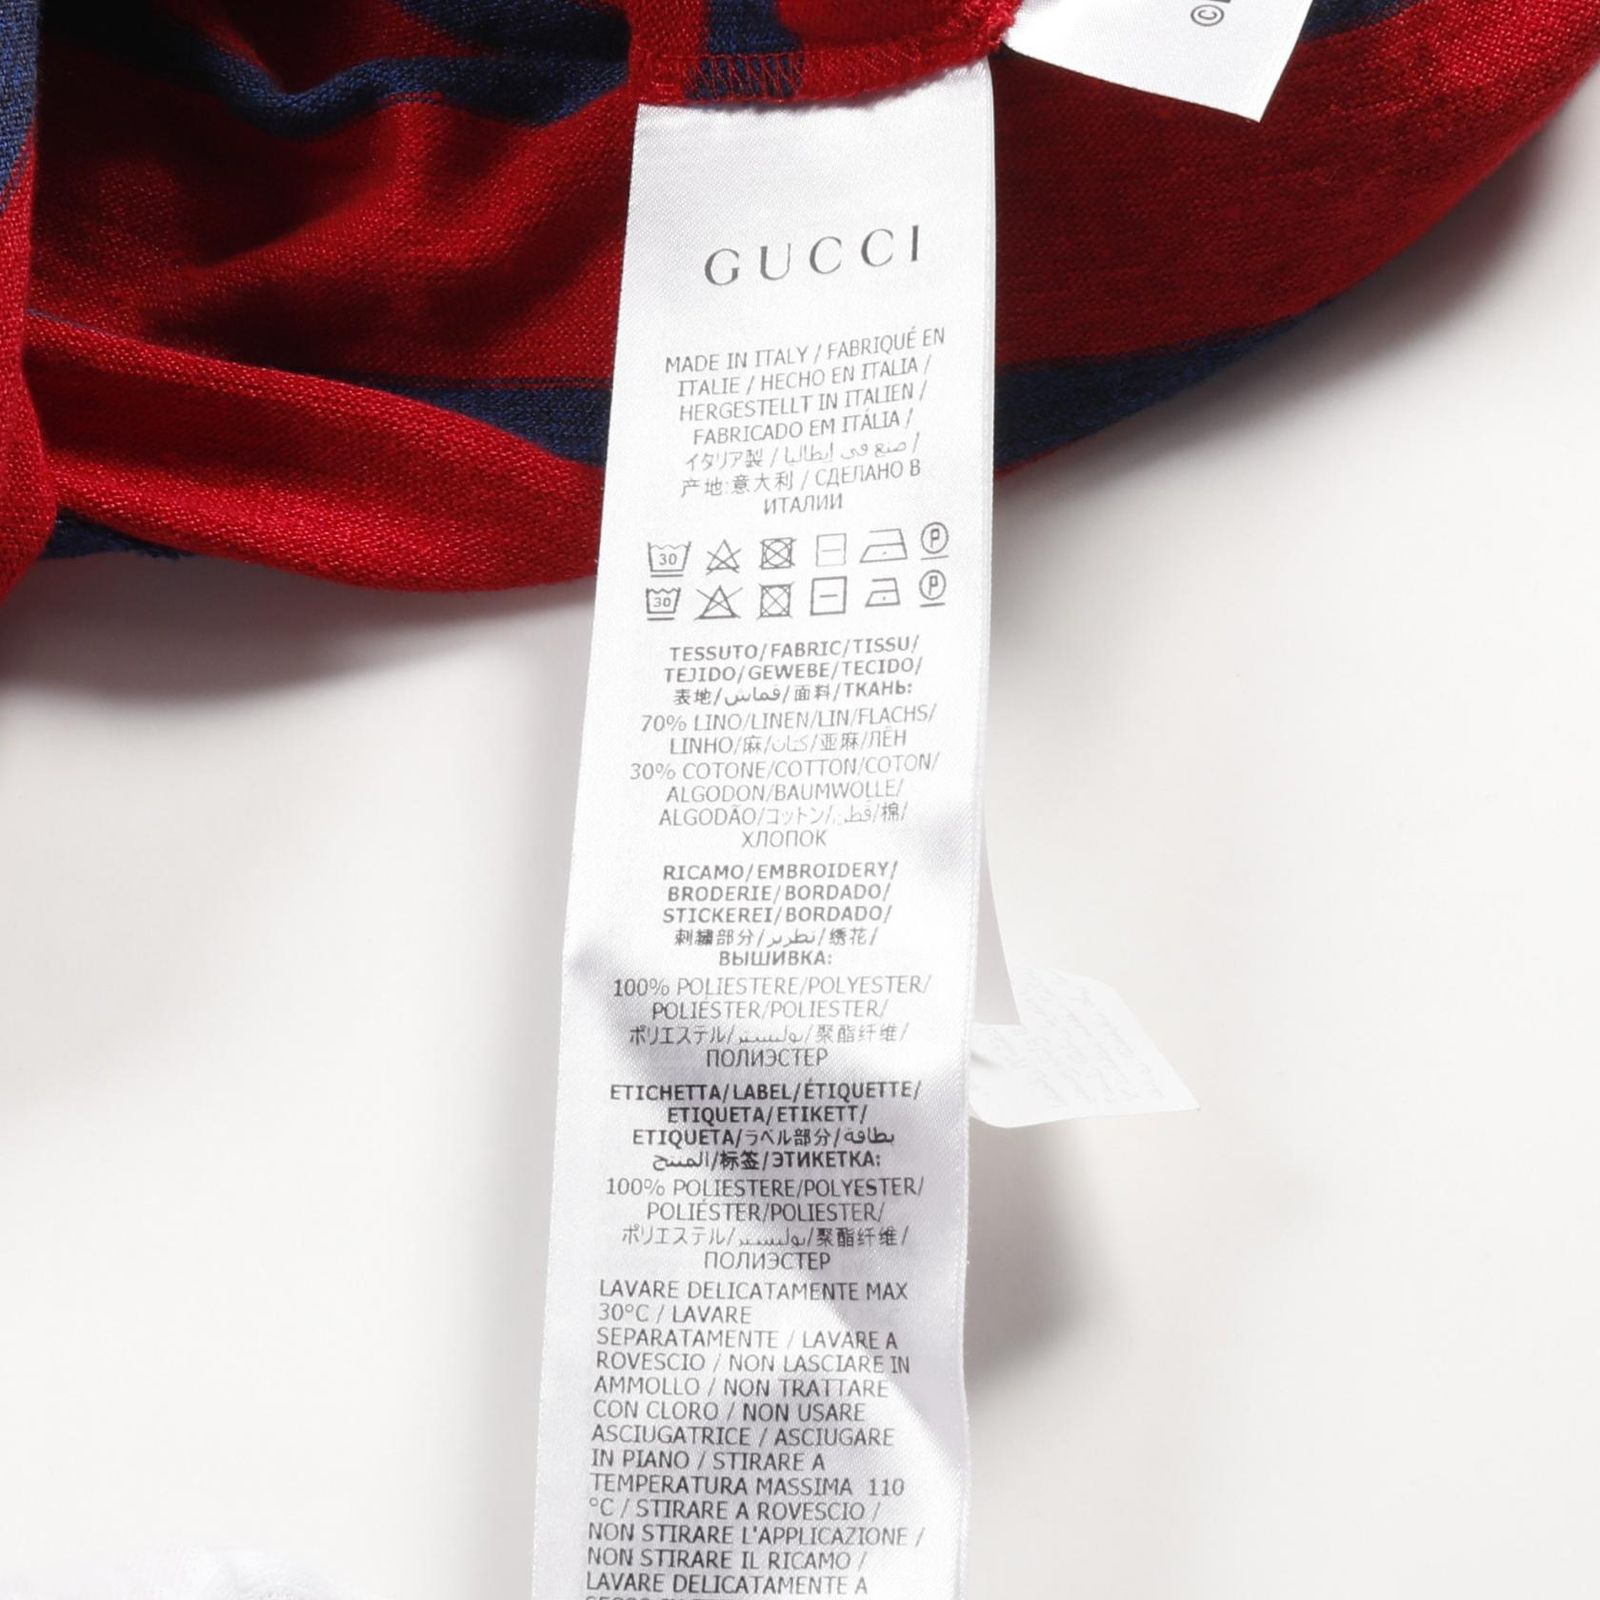 ©
GUCCI
MADE IN ITALY / FABRIQUÉ EN
ITALIE / HECHO EN ITALIA /
HERGESTELLT IN ITALIEN /
FABRICADO EM ITÁLIA /
イタリア製 / صنع في إيطاليا /
产地:意大利 / СДЕЛАНО В
ИТАЛИИ
30 P
30 P
TESSUTO/FABRIC/TISSU/
TEJIDO/GEWEBE/TECIDO/
表地/قماش/面料/ТКАНЬ:
70% LINO/LINEN/LIN/FLACHS/
LINHO/麻/كتان/亚麻/ЛЁН
30% COTONE/COTTON/COTON/
ALGODON/BAUMWOLLE/
ALGODÃO/コットン/قطن/棉/
ХЛОПОК
RICAMO/EMBROIDERY/
BRODERIE/BORDADO/
STICKEREI/BORDADO/
刺繍部分/تطريز/绣花/
ВЫШИВКА:
100% POLIESTERE/POLYESTER/
POLIÉSTER/POLIESTER/
ポリエステル/بوليستر/聚酯纤维/
ПОЛИЭСТЕР
ETICHETTA/LABEL/ÉTIQUETTE/
ETIQUETA/ETIKETT/
ETIQUETA/ラベル部分/بطاقة
المنتج/标签/ЭТИКЕТКА:
100% POLIESTERE/POLYESTER/
POLIÉSTER/POLIESTER/
ポリエステル/بوليستر/聚酯纤维/
ПОЛИЭСТЕР
LAVARE DELICATAMENTE MAX
30°C / LAVARE
SEPARATAMENTE / LAVARE A
ROVESCIO / NON LASCIARE IN
AMMOLLO / NON TRATTARE
CON CLORO / NON USARE
ASCIUGATRICE / ASCIUGARE
IN PIANO / STIRARE A
TEMPERATURA MASSIMA 110
°C / STIRARE A ROVESCIO /
NON STIRARE L'APPLICAZIONE /
NON STIRARE IL RICAMO /
LAVARE DELICATAMENTE A